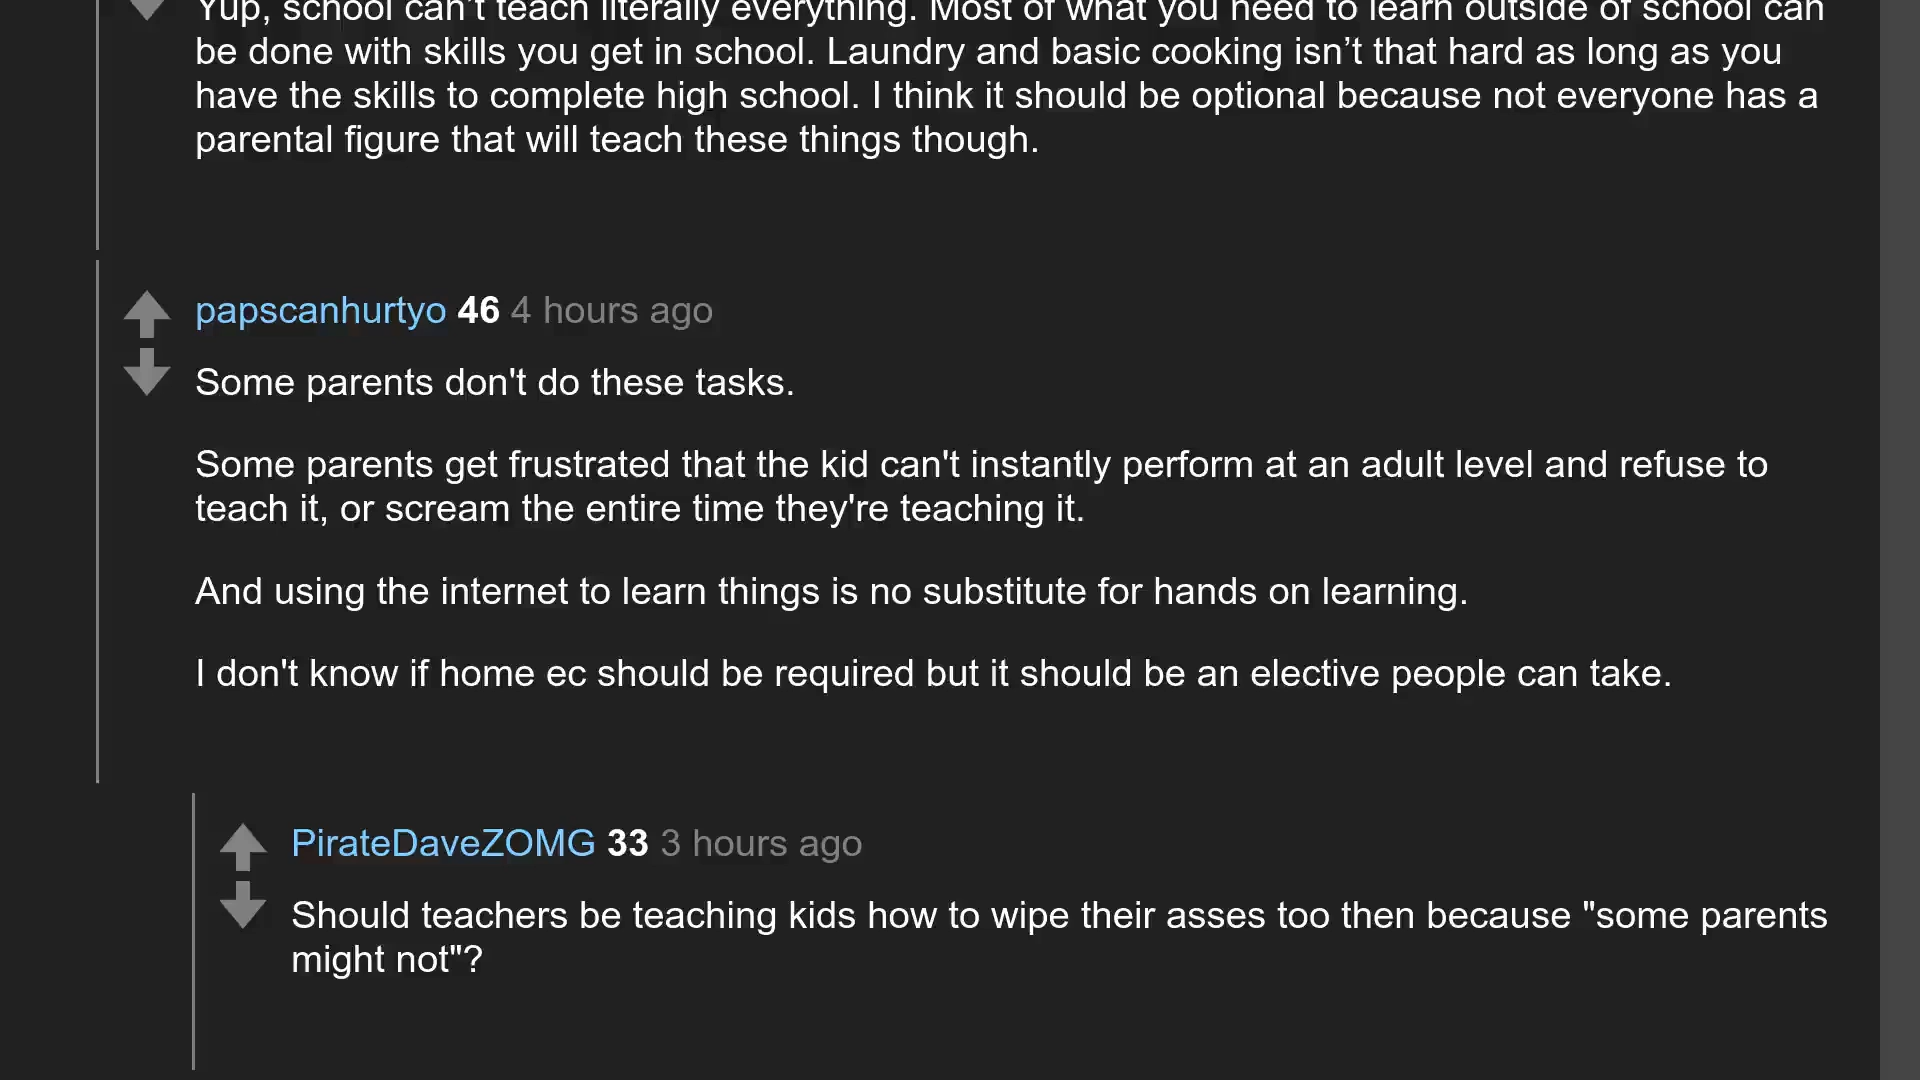 Yup, school can't teach literally everything. Most of what you need to learn outside of school can
be done with skills you get in school. Laundry and basic cooking isn’t that hard as long as you
have the skills to complete high school. I think it should be optional because not everyone has a
parental figure that will teach these things though.
papscanhurtyo 46 4 hours ago
Some parents don't do these tasks.
Some parents get frustrated that the kid can't instantly perform at an adult level and refuse to
teach it, or scream the entire time they're teaching it.
And using the internet to learn things is no substitute for hands on learning.
I don't know if home ec should be required but it should be an elective people can take.
PirateDaveZOMG 33 3 hours ago
Should teachers be teaching kids how to wipe their asses too then because "some parents
might not"?